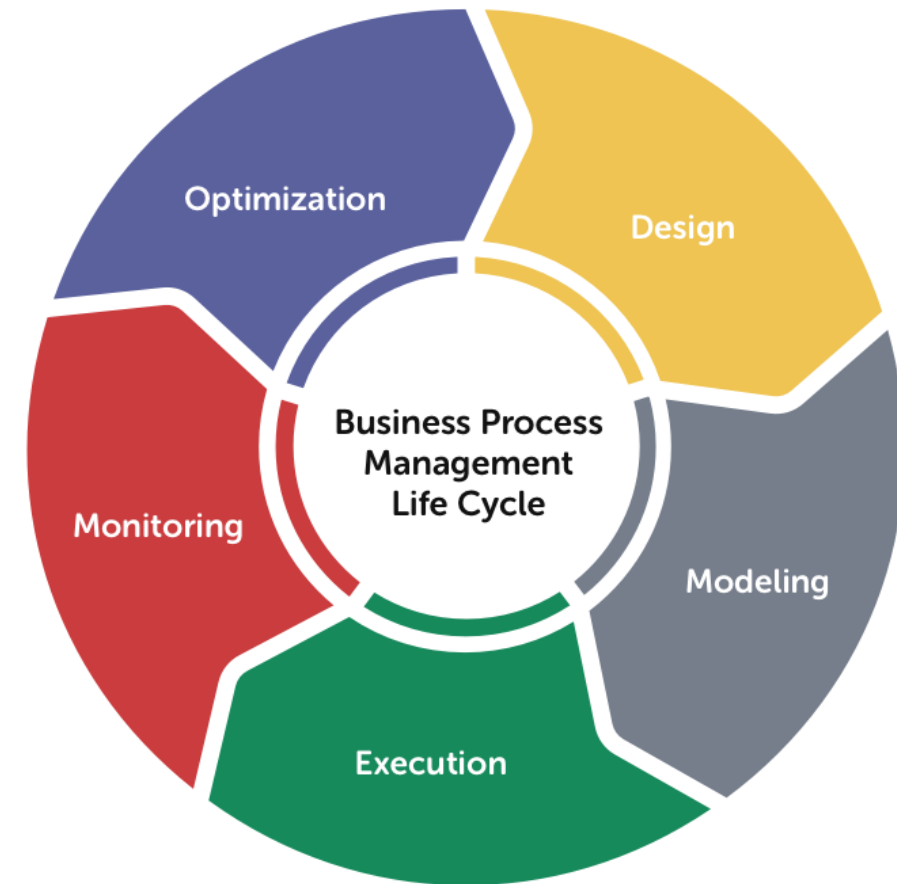 Optimization
Design
Business Process
Management
Life Cycle
Monitoring
Modeling
Execution